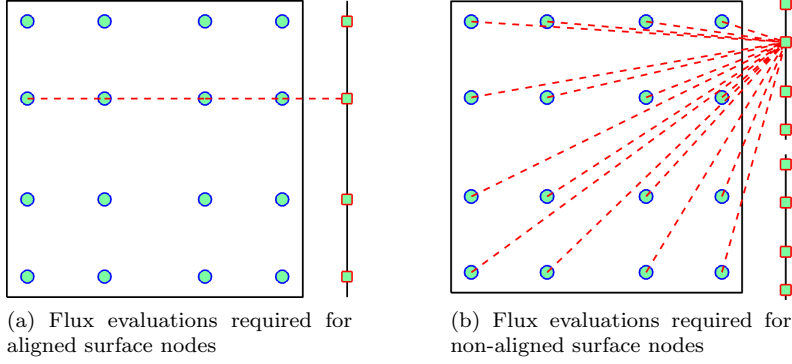 (a) Flux evaluations required for
aligned surface nodes
(b) Flux evaluations required for
non-aligned surface nodes